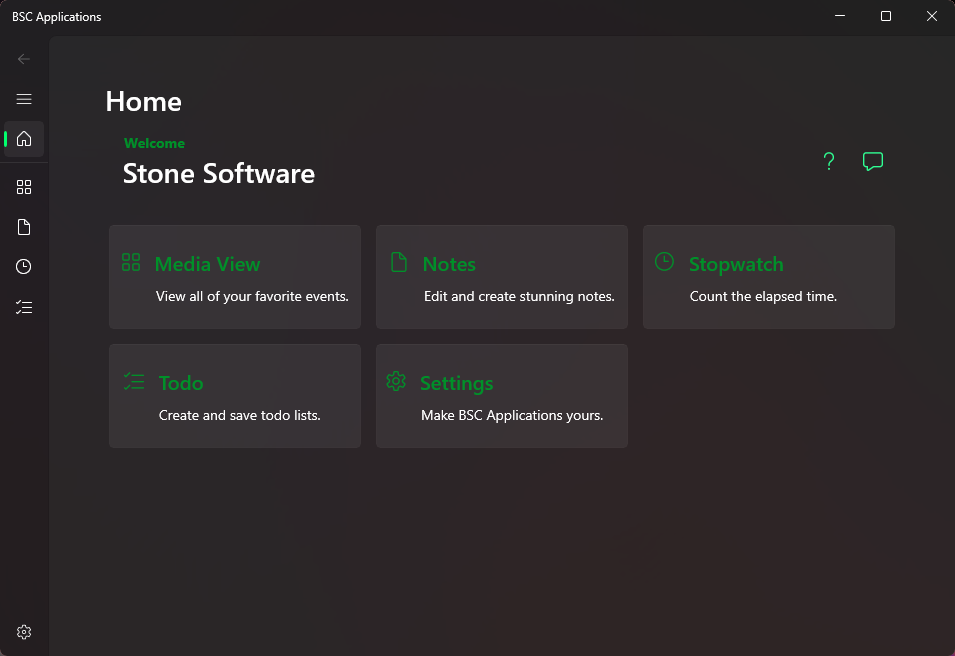 BSC Applications
Home
Welcome
Stone Software
Media View
View all of your favorite events.
Notes
Edit and create stunning notes.
Stopwatch
Count the elapsed time.
Todo
Create and save todo lists.
Settings
Make BSC Applications yours.